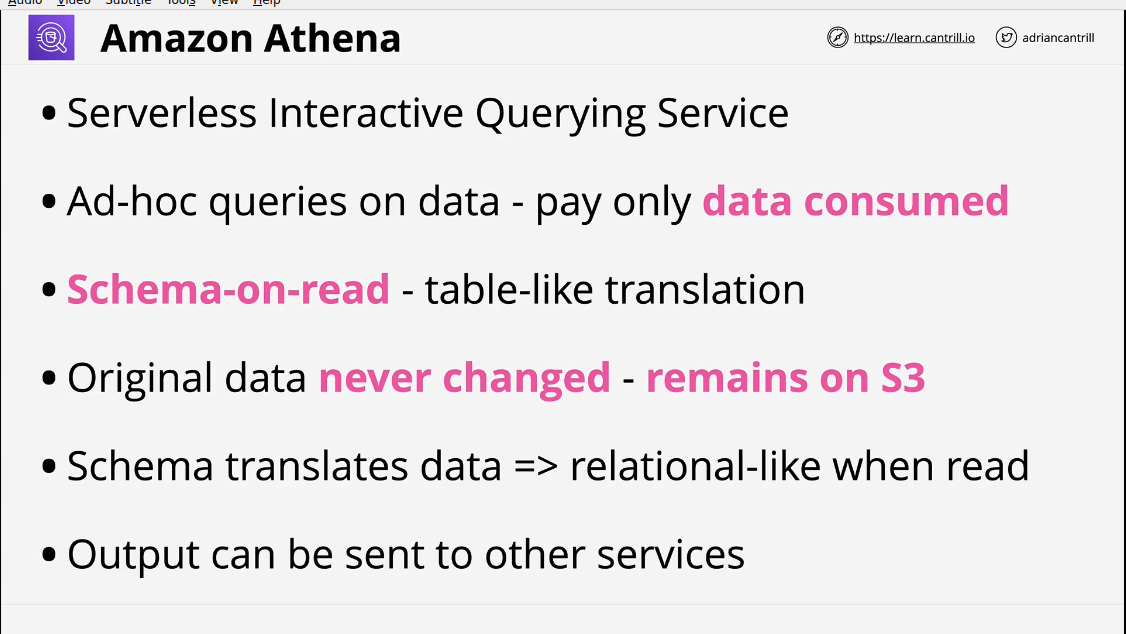 Audio Video Subtitle Tools View Help
Amazon Athena
https://learn.cantrill.io
adriancantrill
• Serverless Interactive Querying Service
• Ad-hoc queries on data - pay only data consumed
• Schema-on-read - table-like translation
• Original data never changed - remains on S3
• Schema translates data => relational-like when read
• Output can be sent to other services